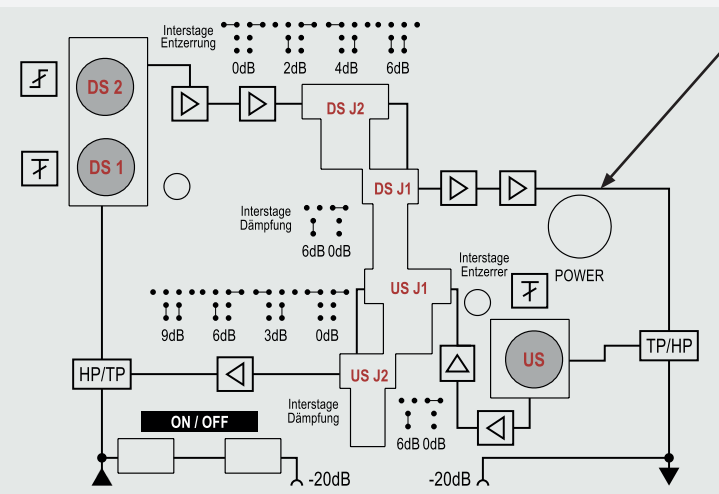 Interstage
Entzerrung
0dB 2dB 4dB 6dB
DS 2
DS J2
DS 1
DS J1
Interstage
Dämpfung
6dB 0dB
Interstage
Entzerrer
POWER
US J1
9dB 6dB 3dB 0dB
TP/HP
US
HP/TP
US J2
Interstage
Dämpfung
ON / OFF
6dB 0dB
-20dB
-20dB